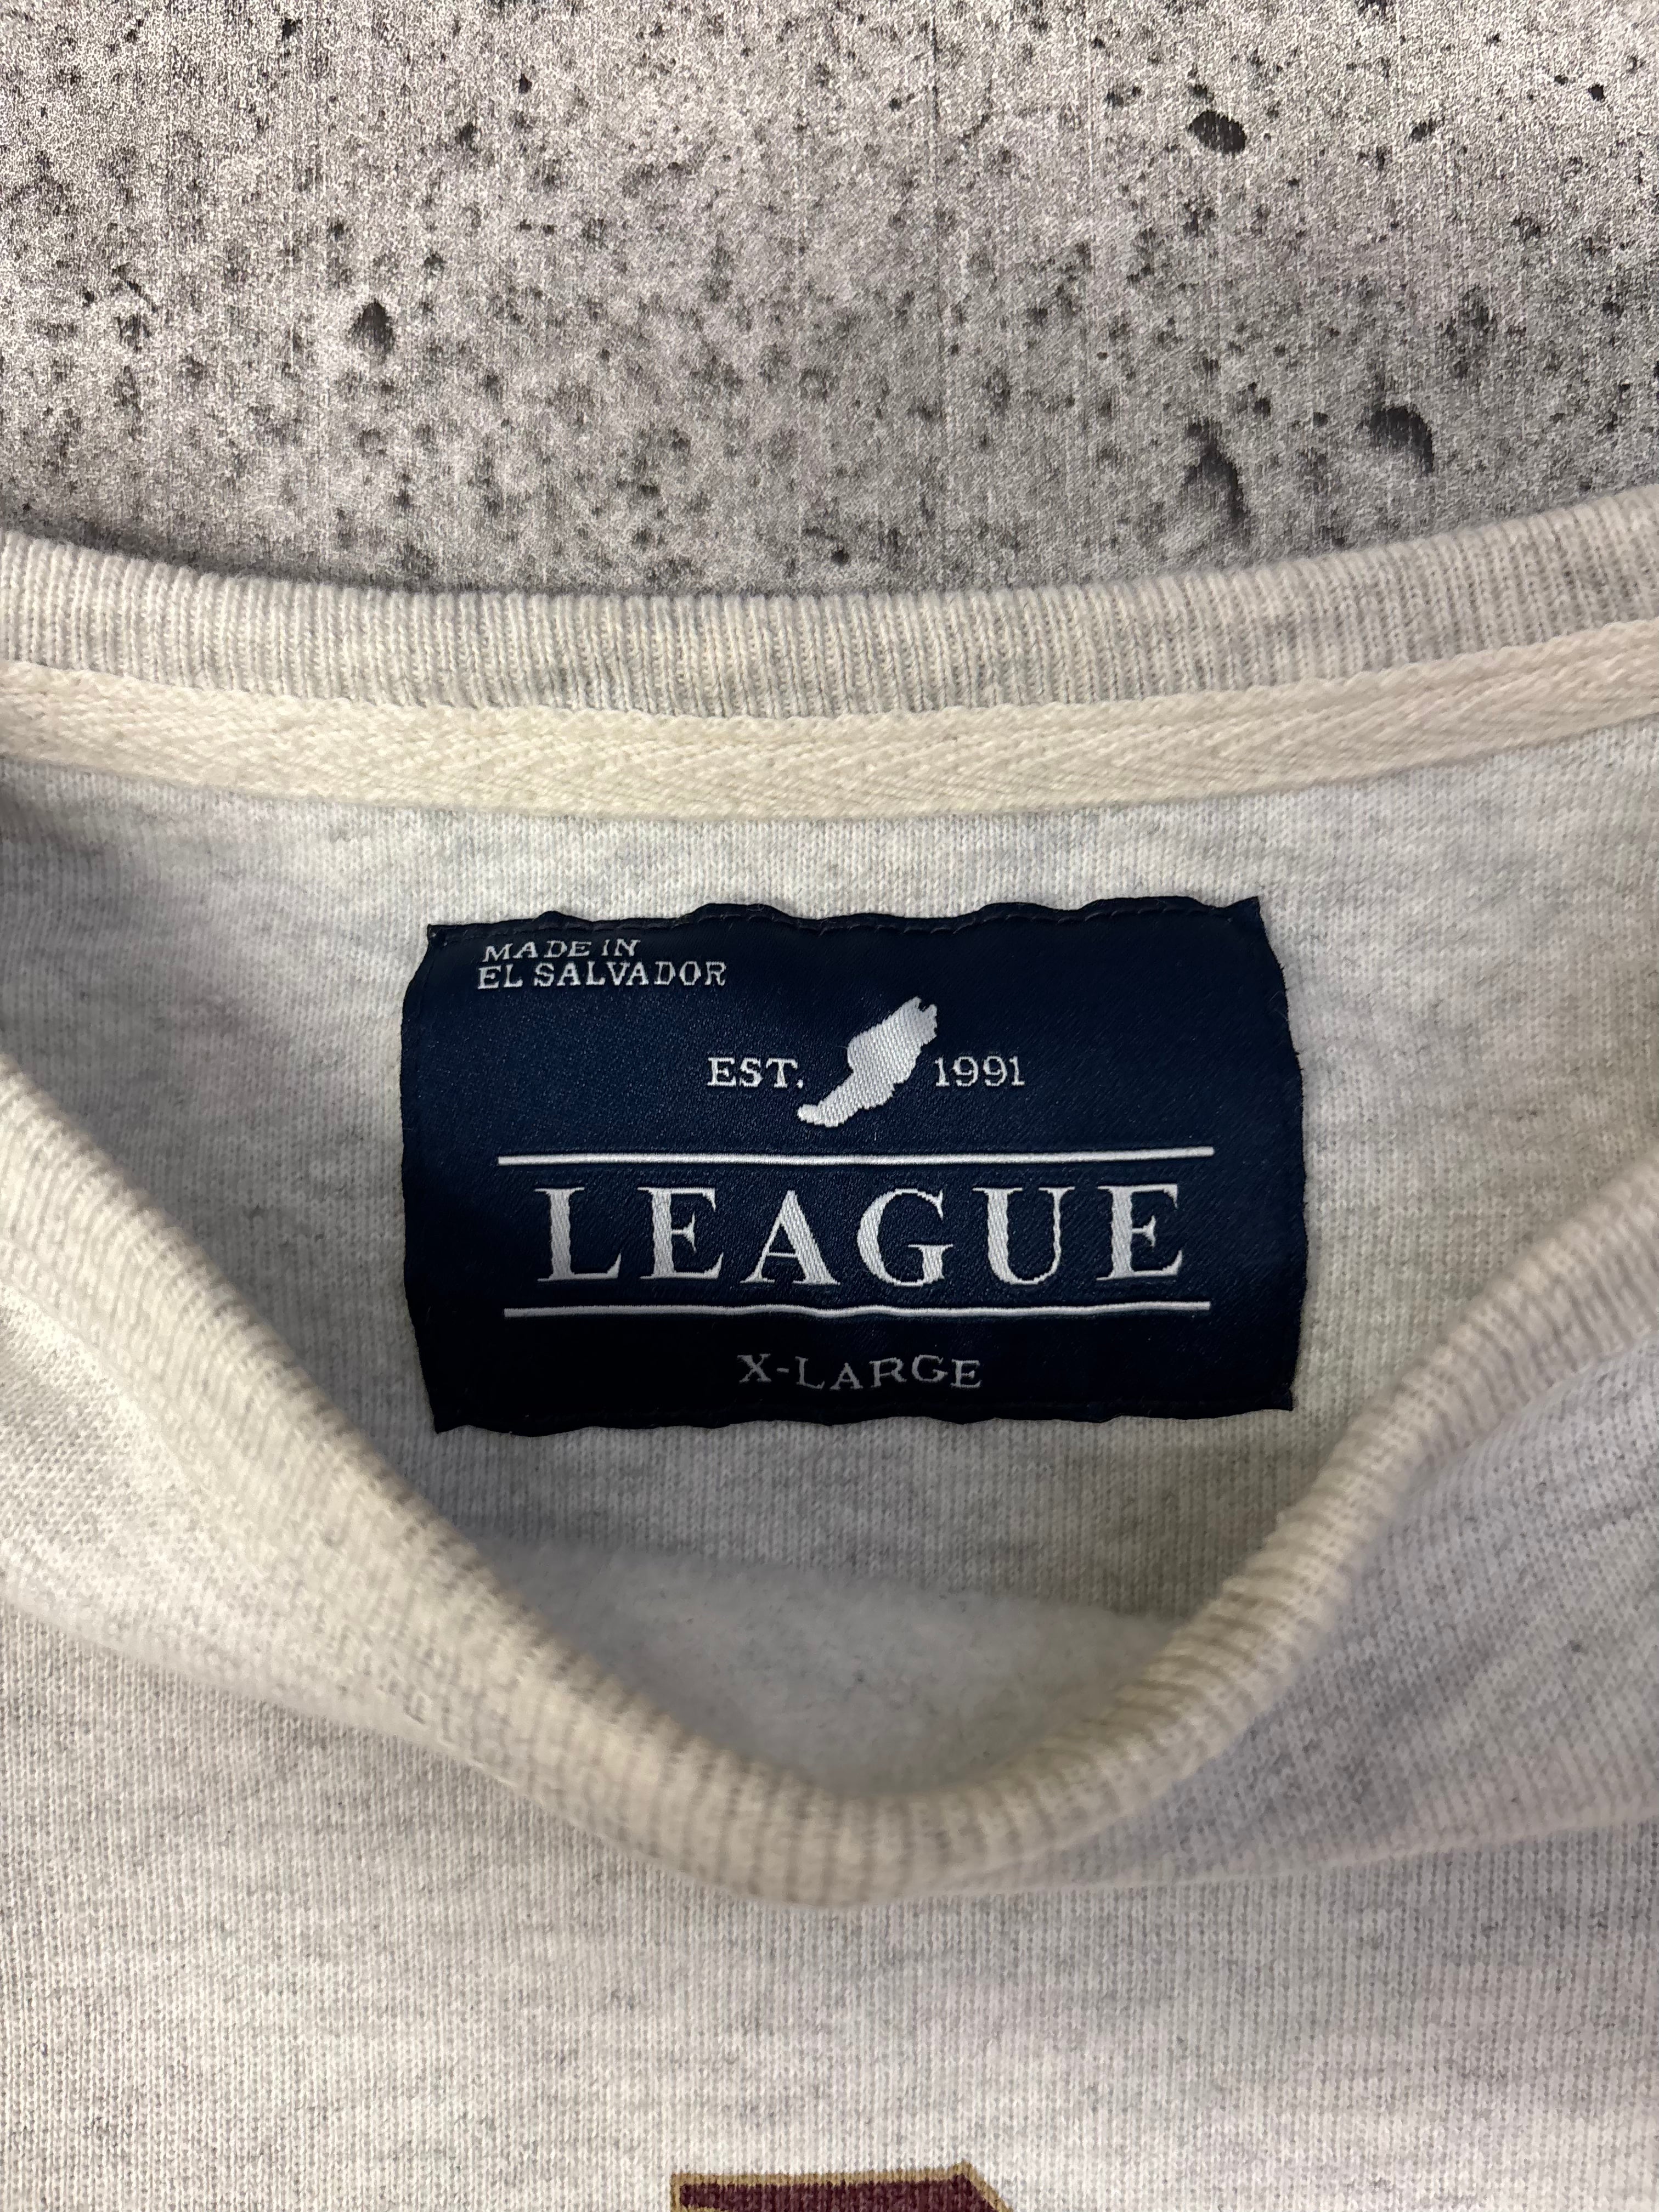 MADE IN
EL SALVADOR
EST. 1991
LEAGUE
X-LARGE